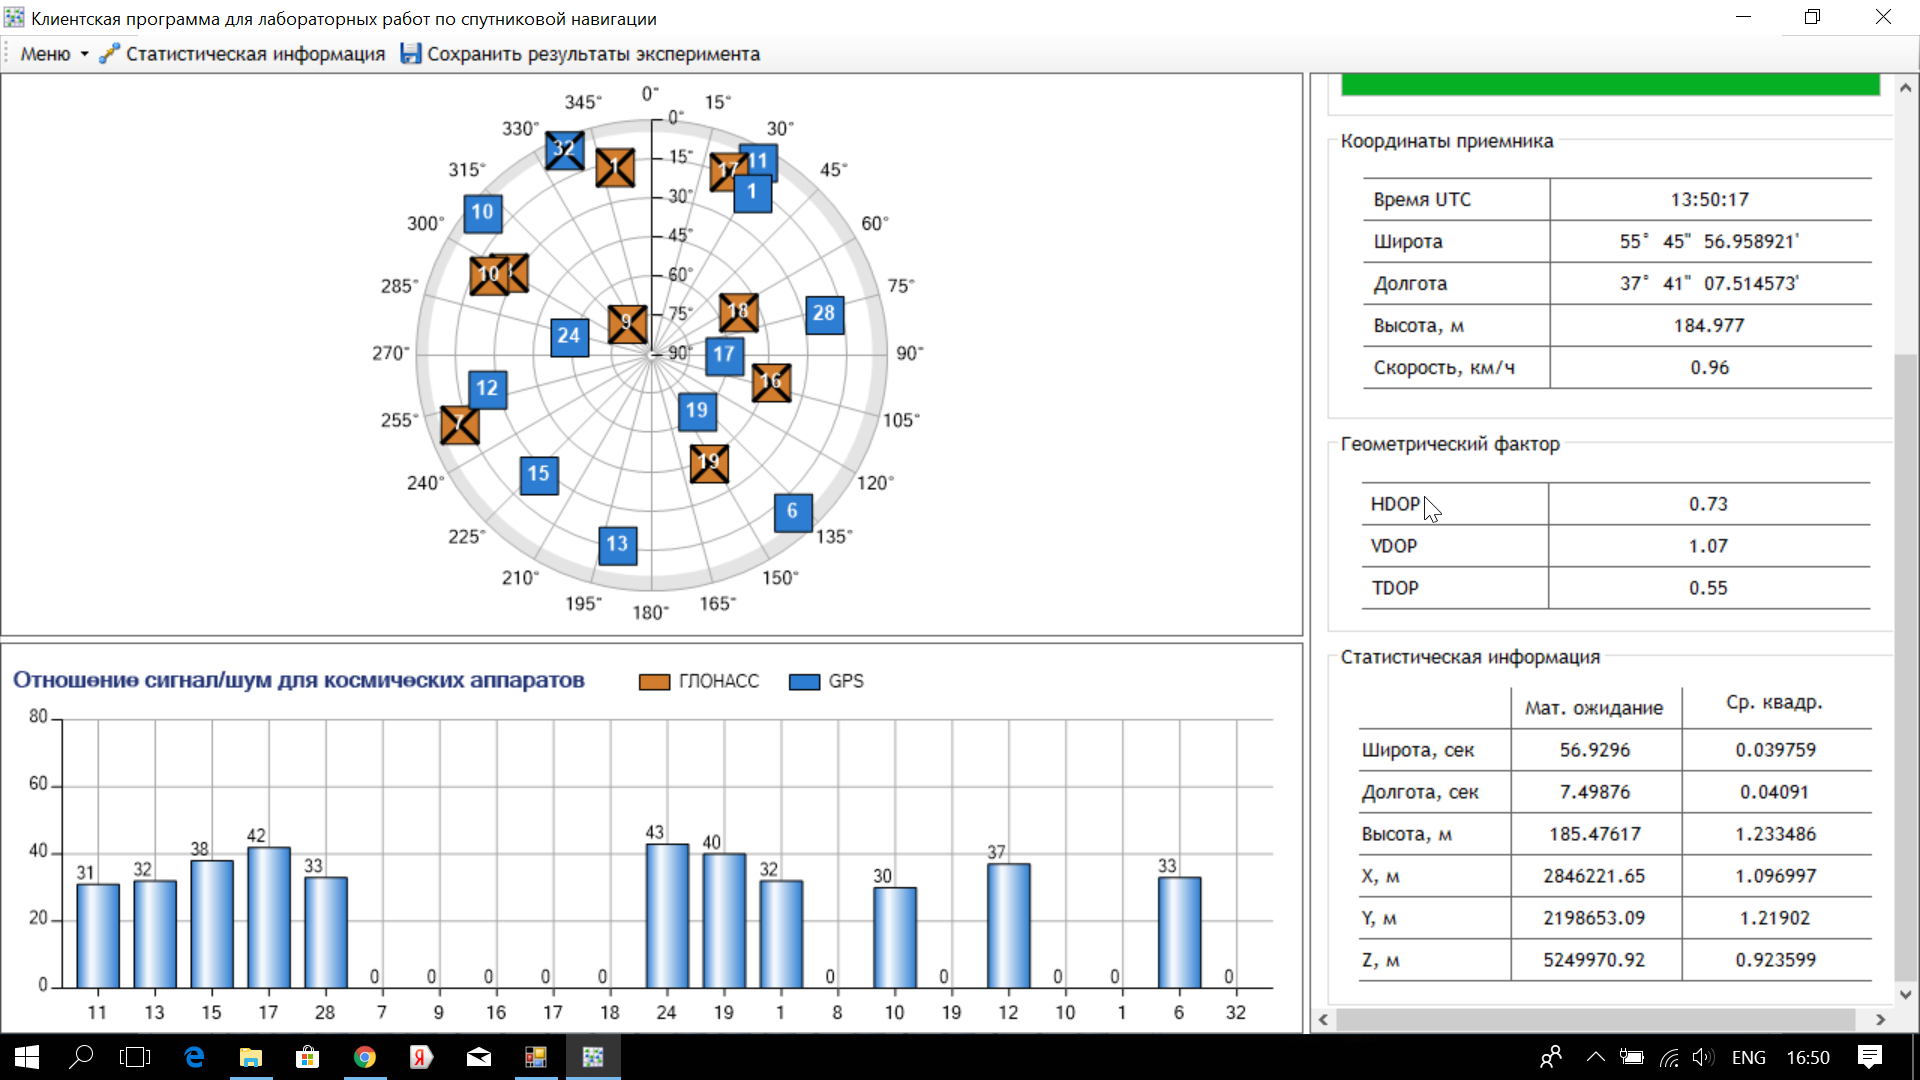 Клиентская программа для лабораторных работ по спутниковой навигации
Меню Статистическая информация Сохранить результаты эксперимента
0° 15° 30° 45° 60° 75° 90° 105° 120° 135° 150° 165° 180° 195° 210° 225° 240° 255° 270° 285° 300° 315° 330° 345°
0° 15° 30° 45° 60° 75° 90°
32 1 17 11 1
10
10
9 18 28
24 17
12 16
7 19
19
15
6
13
Отношение сигнал/шум для космических аппаратов ГЛОНАСС GPS
80
60
40
20
0
31 32 38 42 33 0 0 0 0 0 43 40 32 0 30 0 37 0 0 33 0
11 13 15 17 28 7 9 16 17 18 24 19 1 8 10 19 12 10 1 6 32
Координаты приемника
Время UTC 13:50:17
Широта 55° 45" 56.958921'
Долгота 37° 41" 07.514573'
Высота, м 184.977
Скорость, км/ч 0.96
Геометрический фактор
HDOP 0.73
VDOP 1.07
TDOP 0.55
Статистическая информация
Мат. ожидание Ср. квадр.
Широта, сек 56.9296 0.039759
Долгота, сек 7.49876 0.04091
Высота, м 185.47617 1.233486
X, м 2846221.65 1.096997
Y, м 2198653.09 1.21902
Z, м 5249970.92 0.923599
ENG 16:50